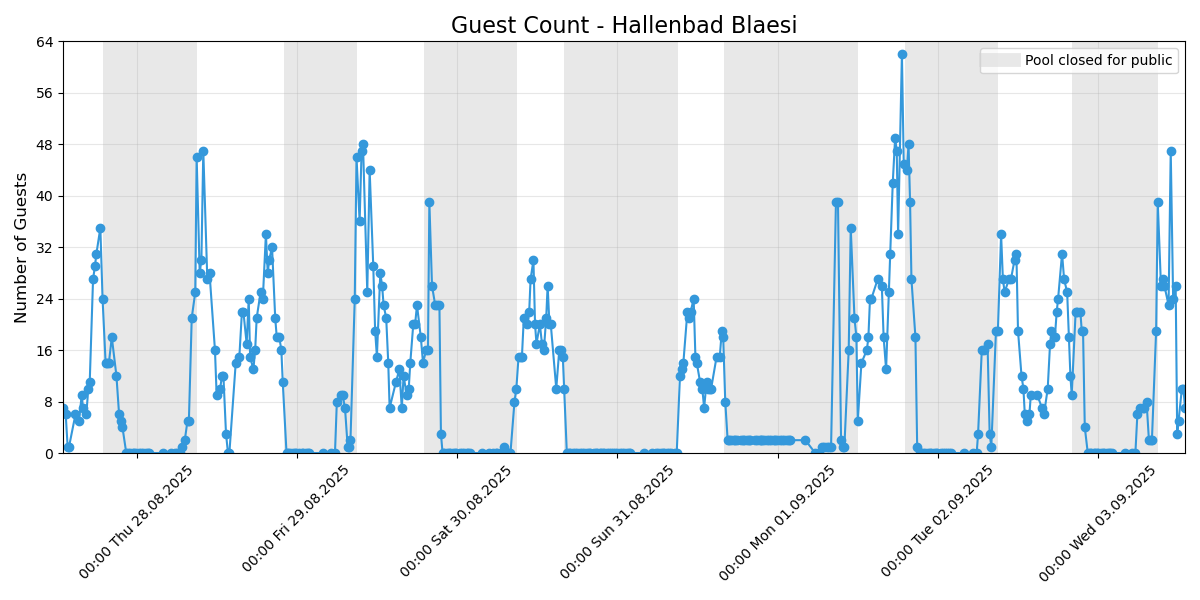 Guest Count - Hallenbad Blaesi
Pool closed for public
Number of Guests
64
56
48
40
32
24
16
8
0
00:00 Thu 28.08.2025
00:00 Fri 29.08.2025
00:00 Sat 30.08.2025
00:00 Sun 31.08.2025
00:00 Mon 01.09.2025
00:00 Tue 02.09.2025
00:00 Wed 03.09.2025